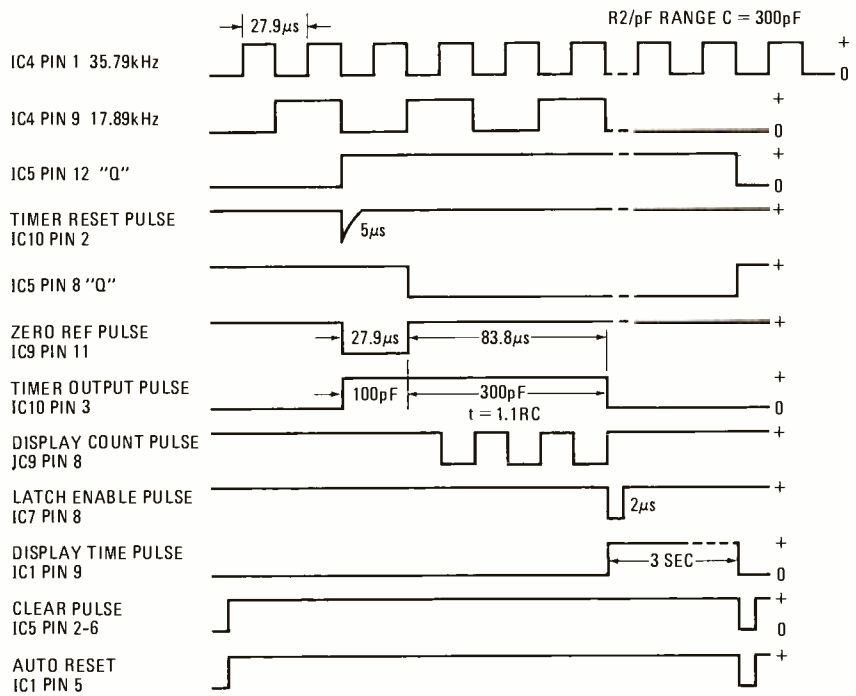 27.9µs
R2/pF RANGE C = 300pF
IC4 PIN 1 35.79kHz
+
0
IC4 PIN 9 17.89kHz
+
0
IC5 PIN 12 "Q"
+
0
TIMER RESET PULSE
IC10 PIN 2
5µs
+
IC5 PIN 8 "Q"
+
ZERO REF PULSE
IC9 PIN 11
27.9µs
83.8µs
+
TIMER OUTPUT PULSE
IC10 PIN 3
100pF
300pF
t = 1.1RC
+
0
DISPLAY COUNT PULSE
IC9 PIN 8
+
LATCH ENABLE PULSE
IC7 PIN 8
2µs
+
DISPLAY TIME PULSE
IC1 PIN 9
3 SEC
+
0
CLEAR PULSE
IC5 PIN 2-6
+
0
AUTO RESET
IC1 PIN 5
+